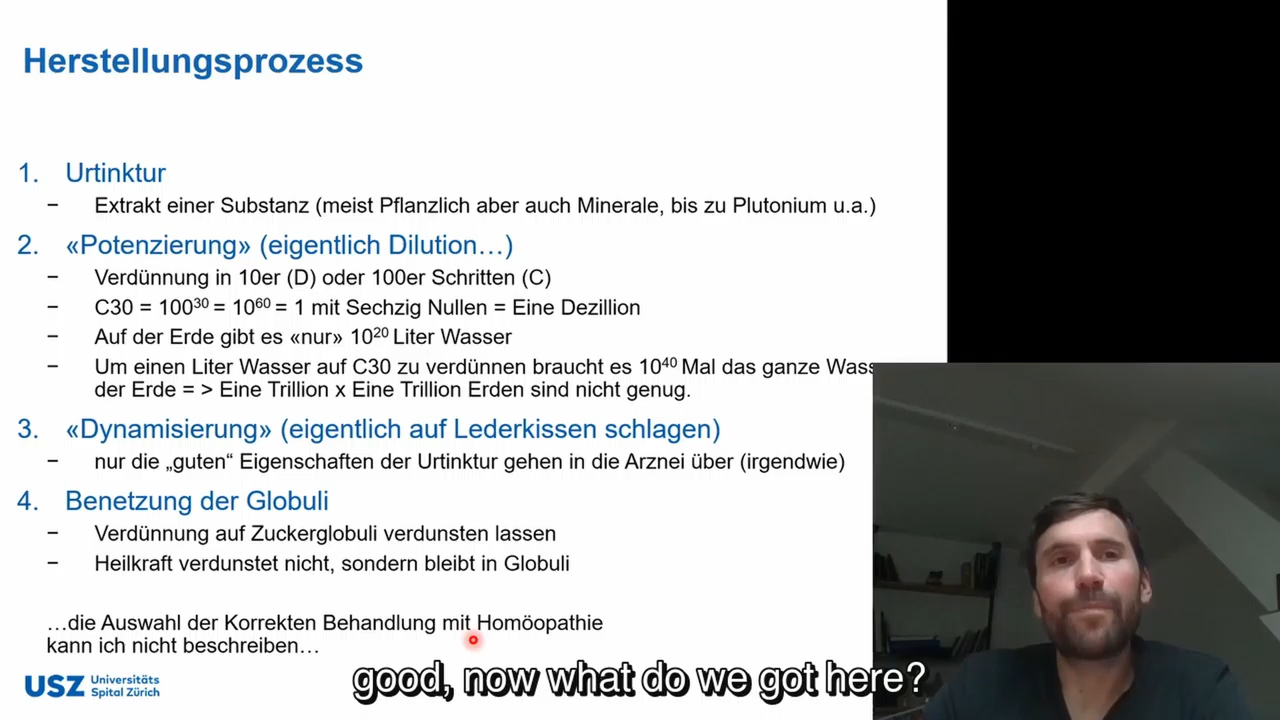 Herstellungsprozess
1. Urtinktur
– Extrakt einer Substanz (meist Pflanzlich aber auch Minerale, bis zu Plutonium u.a.)
2. «Potenzierung» (eigentlich Dilution…)
– Verdünnung in 10er (D) oder 100er Schritten (C)
– C30 = 100³⁰ = 10⁶⁰ = 1 mit Sechzig Nullen = Eine Dezillion
– Auf der Erde gibt es «nur» 10²⁰ Liter Wasser
– Um einen Liter Wasser auf C30 zu verdünnen braucht es 10⁴⁰ Mal das ganze Wass
der Erde = > Eine Trillion x Eine Trillion Erden sind nicht genug.
3. «Dynamisierung» (eigentlich auf Lederkissen schlagen)
– nur die „guten“ Eigenschaften der Urtinktur gehen in die Arznei über (irgendwie)
4. Benetzung der Globuli
– Verdünnung auf Zuckerglobuli verdunsten lassen
– Heilkraft verdunstet nicht, sondern bleibt in Globuli
…die Auswahl der Korrekten Behandlung mit Homöopathie
kann ich nicht beschreiben…
USZ Universitäts
Spital Zürich
good, now what do we got here?